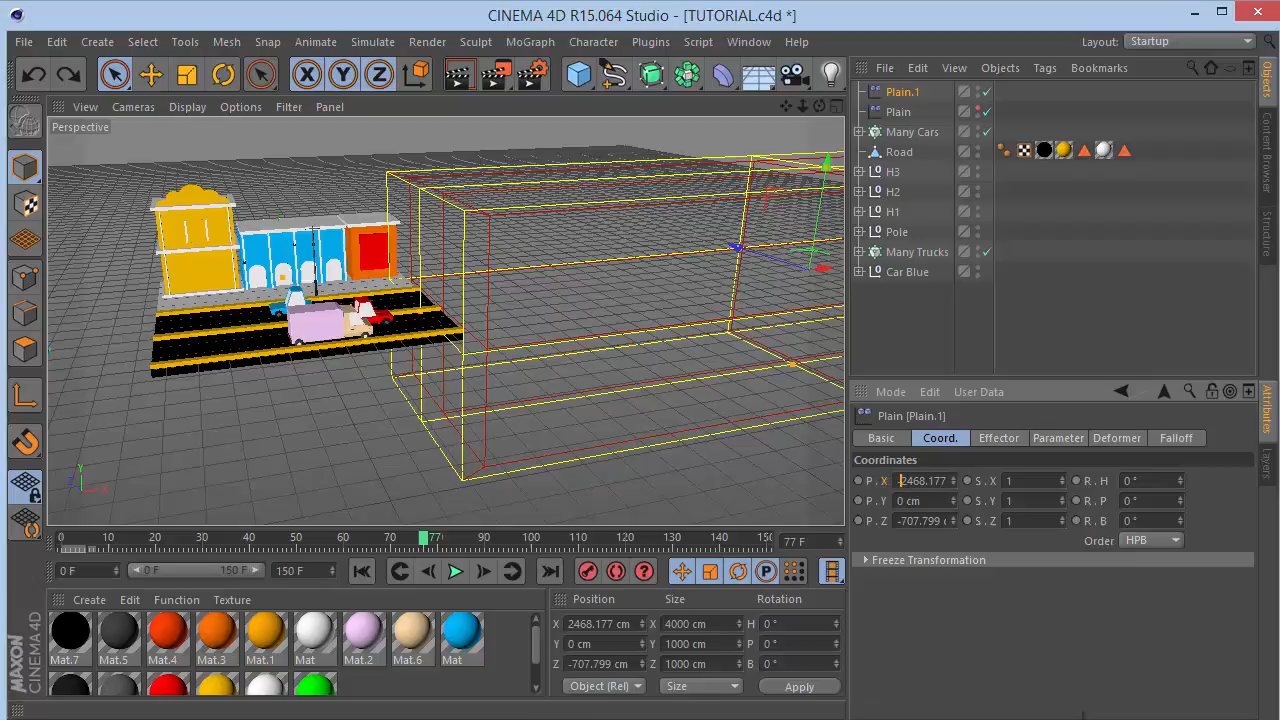 CINEMA 4D R15.064 Studio - [TUTORIAL.c4d *]
File Edit Create Select Tools Mesh Snap Animate Simulate Render Sculpt MoGraph Character Plugins Script Window Help Layout: Startup
X Y Z
File Edit View Objects Tags Bookmarks
View Cameras Display Options Filter Panel
Perspective
Plain.1
Plain
Many Cars
Road
H3
H2
H1
Pole
Many Trucks
Car Blue
Objects
Content Browser
Structure
Attributes
Layers
Mode Edit User Data
Plain [Plain.1]
Basic Coord. Effector Parameter Deformer Falloff
Coordinates
P . X 2468.177 S . X 1 R . H 0 °
P . Y 0 cm S . Y 1 R . P 0 °
P . Z -707.799 S . Z 1 R . B 0 °
Order HPB
Freeze Transformation
Y
Z X
0 10 20 30 40 50 60 70 77 80 90 100 110 120 130 140 150 77 F
0 F 0 F 150 F 150 F
Create Edit Function Texture
Mat.7 Mat.5 Mat.4 Mat.3 Mat.1 Mat Mat.2 Mat.6 Mat
Position Size Rotation
X 2468.177 cm X 4000 cm H 0 °
Y 0 cm Y 1000 cm P 0 °
Z -707.799 cm Z 1000 cm B 0 °
Object (Rel) Size Apply
MAXON CINEMA 4D